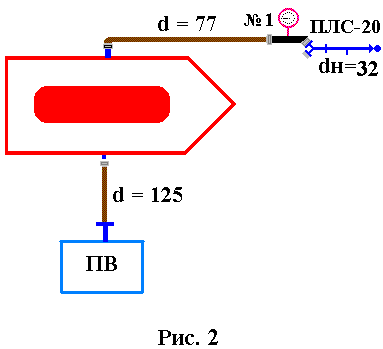 d = 77
№1
ПЛС-20
dн=32
d = 125
ПВ
Рис. 2